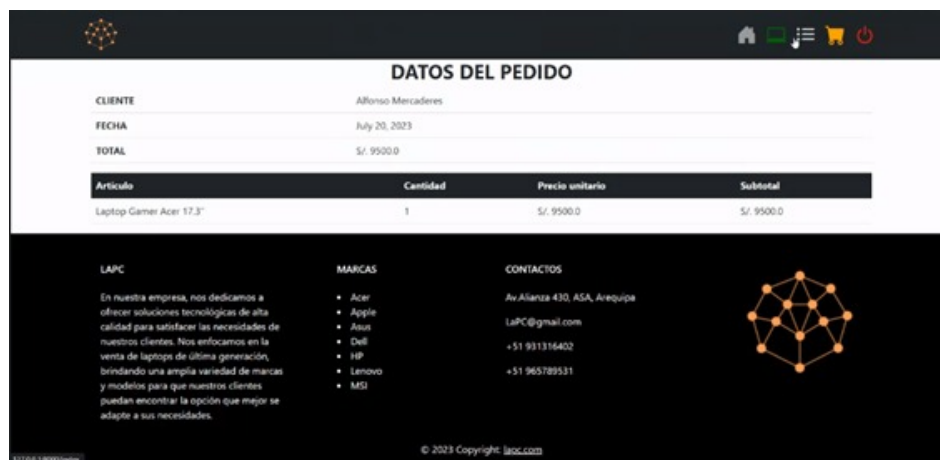 DATOS DEL PEDIDO
CLIENTE Alfonso Mercaderes
FECHA July 20, 2023
TOTAL S/. 9500.0
Artículo Cantidad Precio unitario Subtotal
Laptop Gamer Acer 17.3" 1 S/. 9500.0 S/. 9500.0
LAPC
En nuestra empresa, nos dedicamos a
ofrecer soluciones tecnológicas de alta
calidad para satisfacer las necesidades de
nuestros clientes. Nos enfocamos en la
venta de laptops de última generación,
brindando una amplia variedad de marcas
y modelos para que nuestros clientes
puedan encontrar la opción que mejor se
adapte a sus necesidades.
MARCAS
• Acer
• Apple
• Asus
• Dell
• HP
• Lenovo
• MSI
CONTACTOS
Av.Alianza 430, ASA, Arequipa
LaPC@gmail.com
+51 931316402
+51 965789531
© 2023 Copyright: lapc.com